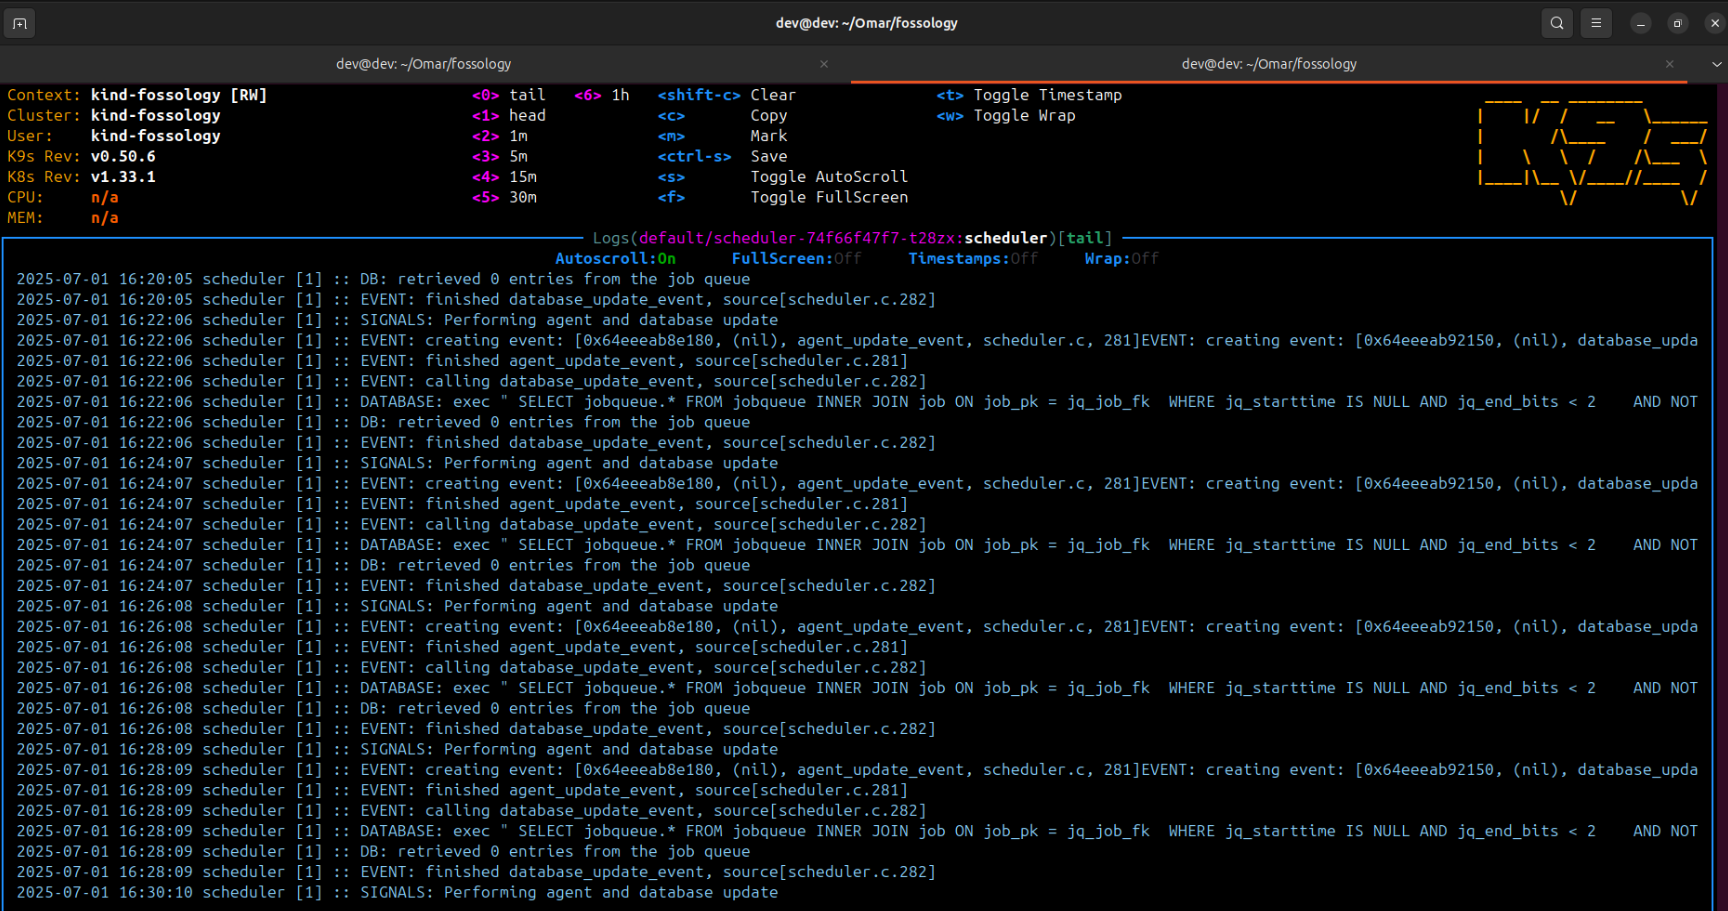 dev@dev: ~/Omar/fossology
dev@dev: ~/Omar/fossology × dev@dev: ~/Omar/fossology ×
Context: kind-fossology [RW] <0> tail <6> 1h <shift-c> Clear <t> Toggle Timestamp
Cluster: kind-fossology <1> head <c> Copy <w> Toggle Wrap
User: kind-fossology <2> 1m <m> Mark
K9s Rev: v0.50.6 <3> 5m <ctrl-s> Save
K8s Rev: v1.33.1 <4> 15m <s> Toggle AutoScroll
CPU: n/a <5> 30m <f> Toggle FullScreen
MEM: n/a
K9s
Logs(default/scheduler-74f66f47f7-t28zx:scheduler)[tail]
Autoscroll:On FullScreen:Off Timestamps:Off Wrap:Off
2025-07-01 16:20:05 scheduler [1] :: DB: retrieved 0 entries from the job queue
2025-07-01 16:20:05 scheduler [1] :: EVENT: finished database_update_event, source[scheduler.c.282]
2025-07-01 16:22:06 scheduler [1] :: SIGNALS: Performing agent and database update
2025-07-01 16:22:06 scheduler [1] :: EVENT: creating event: [0x64eeeab8e180, (nil), agent_update_event, scheduler.c, 281]EVENT: creating event: [0x64eeeab92150, (nil), database_upda
2025-07-01 16:22:06 scheduler [1] :: EVENT: finished agent_update_event, source[scheduler.c.281]
2025-07-01 16:22:06 scheduler [1] :: EVENT: calling database_update_event, source[scheduler.c.282]
2025-07-01 16:22:06 scheduler [1] :: DATABASE: exec " SELECT jobqueue.* FROM jobqueue INNER JOIN job ON job_pk = jq_job_fk  WHERE jq_starttime IS NULL AND jq_end_bits < 2    AND NOT
2025-07-01 16:22:06 scheduler [1] :: DB: retrieved 0 entries from the job queue
2025-07-01 16:22:06 scheduler [1] :: EVENT: finished database_update_event, source[scheduler.c.282]
2025-07-01 16:24:07 scheduler [1] :: SIGNALS: Performing agent and database update
2025-07-01 16:24:07 scheduler [1] :: EVENT: creating event: [0x64eeeab8e180, (nil), agent_update_event, scheduler.c, 281]EVENT: creating event: [0x64eeeab92150, (nil), database_upda
2025-07-01 16:24:07 scheduler [1] :: EVENT: finished agent_update_event, source[scheduler.c.281]
2025-07-01 16:24:07 scheduler [1] :: EVENT: calling database_update_event, source[scheduler.c.282]
2025-07-01 16:24:07 scheduler [1] :: DATABASE: exec " SELECT jobqueue.* FROM jobqueue INNER JOIN job ON job_pk = jq_job_fk  WHERE jq_starttime IS NULL AND jq_end_bits < 2    AND NOT
2025-07-01 16:24:07 scheduler [1] :: DB: retrieved 0 entries from the job queue
2025-07-01 16:24:07 scheduler [1] :: EVENT: finished database_update_event, source[scheduler.c.282]
2025-07-01 16:26:08 scheduler [1] :: SIGNALS: Performing agent and database update
2025-07-01 16:26:08 scheduler [1] :: EVENT: creating event: [0x64eeeab8e180, (nil), agent_update_event, scheduler.c, 281]EVENT: creating event: [0x64eeeab92150, (nil), database_upda
2025-07-01 16:26:08 scheduler [1] :: EVENT: finished agent_update_event, source[scheduler.c.281]
2025-07-01 16:26:08 scheduler [1] :: EVENT: calling database_update_event, source[scheduler.c.282]
2025-07-01 16:26:08 scheduler [1] :: DATABASE: exec " SELECT jobqueue.* FROM jobqueue INNER JOIN job ON job_pk = jq_job_fk  WHERE jq_starttime IS NULL AND jq_end_bits < 2    AND NOT
2025-07-01 16:26:08 scheduler [1] :: DB: retrieved 0 entries from the job queue
2025-07-01 16:26:08 scheduler [1] :: EVENT: finished database_update_event, source[scheduler.c.282]
2025-07-01 16:28:09 scheduler [1] :: SIGNALS: Performing agent and database update
2025-07-01 16:28:09 scheduler [1] :: EVENT: creating event: [0x64eeeab8e180, (nil), agent_update_event, scheduler.c, 281]EVENT: creating event: [0x64eeeab92150, (nil), database_upda
2025-07-01 16:28:09 scheduler [1] :: EVENT: finished agent_update_event, source[scheduler.c.281]
2025-07-01 16:28:09 scheduler [1] :: EVENT: calling database_update_event, source[scheduler.c.282]
2025-07-01 16:28:09 scheduler [1] :: DATABASE: exec " SELECT jobqueue.* FROM jobqueue INNER JOIN job ON job_pk = jq_job_fk  WHERE jq_starttime IS NULL AND jq_end_bits < 2    AND NOT
2025-07-01 16:28:09 scheduler [1] :: DB: retrieved 0 entries from the job queue
2025-07-01 16:28:09 scheduler [1] :: EVENT: finished database_update_event, source[scheduler.c.282]
2025-07-01 16:30:10 scheduler [1] :: SIGNALS: Performing agent and database update